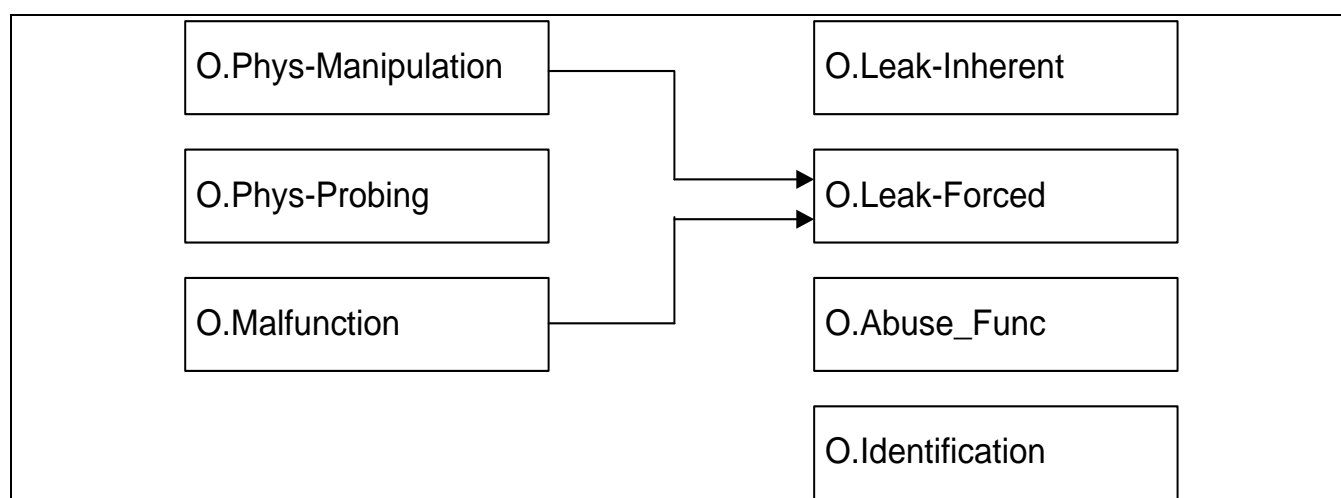 O.Phys-Manipulation
O.Leak-Inherent
O.Phys-Probing
O.Leak-Forced
O.Malfunction
O.Abuse_Func
O.Identification